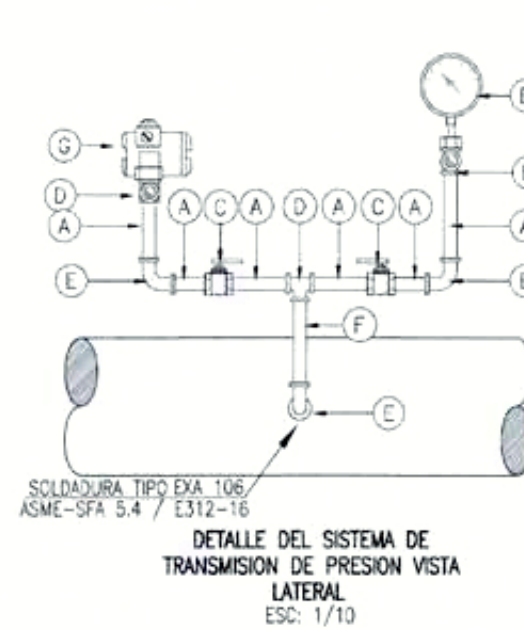 G
D
A
E
A
C
A
D
A
C
A
F
E
SOLDADURA TIPO EXA 106
ASME-SFA 5.4 / E312-16
DETALLE DEL SISTEMA DE
TRANSMISION DE PRESION VISTA
LATERAL
ESC: 1/10